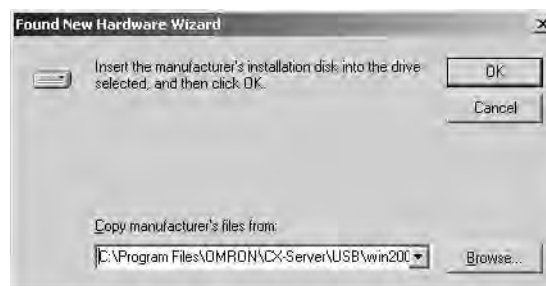 Found New Hardware Wizard
Insert the manufacturer's installation disk into the drive
selected, and then click OK.
OK
Cancel
Copy manufacturer's files from:
C:\Program Files\OMRON\CX-Server\USB\win200
Browse...